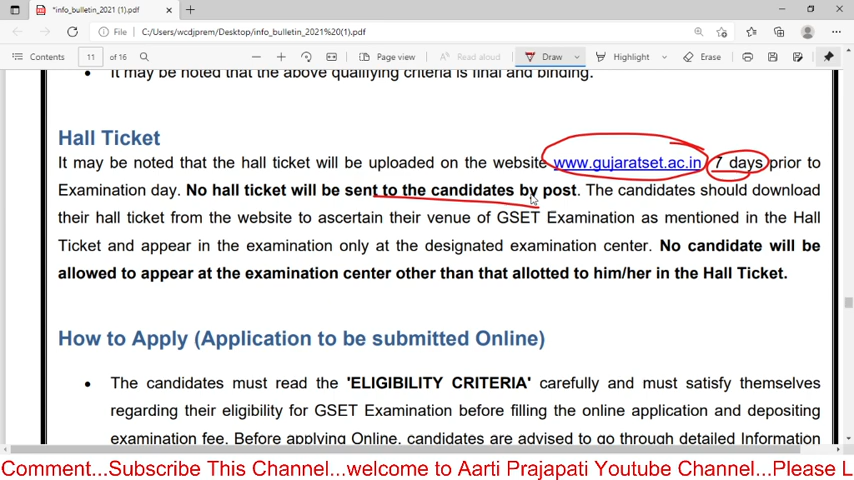 *info_bulletin_2021 (1).pdf
File C:/Users/wcdjprem/Desktop/info_bulletin_2021%20(1).pdf
Contents 11 of 16 Page view Read aloud Draw Highlight Erase
• It may be noted that the above qualifying criteria is final and binding.
Hall Ticket
It may be noted that the hall ticket will be uploaded on the website www.gujaratset.ac.in 7 days prior to
Examination day. No hall ticket will be sent to the candidates by post. The candidates should download
their hall ticket from the website to ascertain their venue of GSET Examination as mentioned in the Hall
Ticket and appear in the examination only at the designated examination center. No candidate will be
allowed to appear at the examination center other than that allotted to him/her in the Hall Ticket.
How to Apply (Application to be submitted Online)
• The candidates must read the 'ELIGIBILITY CRITERIA' carefully and must satisfy themselves
regarding their eligibility for GSET Examination before filling the online application and depositing
examination fee. Before applying Online, candidates are advised to go through detailed Information
Comment...Subscribe This Channel...welcome to Aarti Prajapati Youtube Channel...Please L